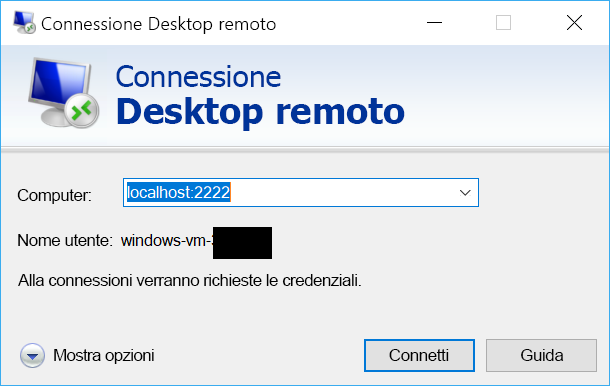 Connessione Desktop remoto
Connessione
Desktop remoto
Computer: localhost:2222
Nome utente: windows-vm-
Alla connessioni verranno richieste le credenziali.
Mostra opzioni
Connetti
Guida